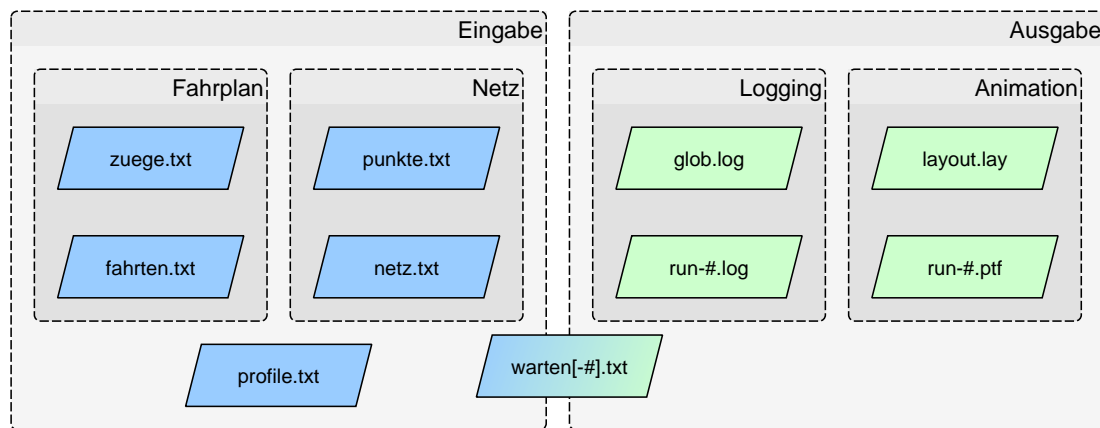 Eingabe
Ausgabe
Fahrplan
Netz
Logging
Animation
zuege.txt
punkte.txt
glob.log
layout.lay
fahrten.txt
netz.txt
run-#.log
run-#.ptf
profile.txt
warten[-#].txt